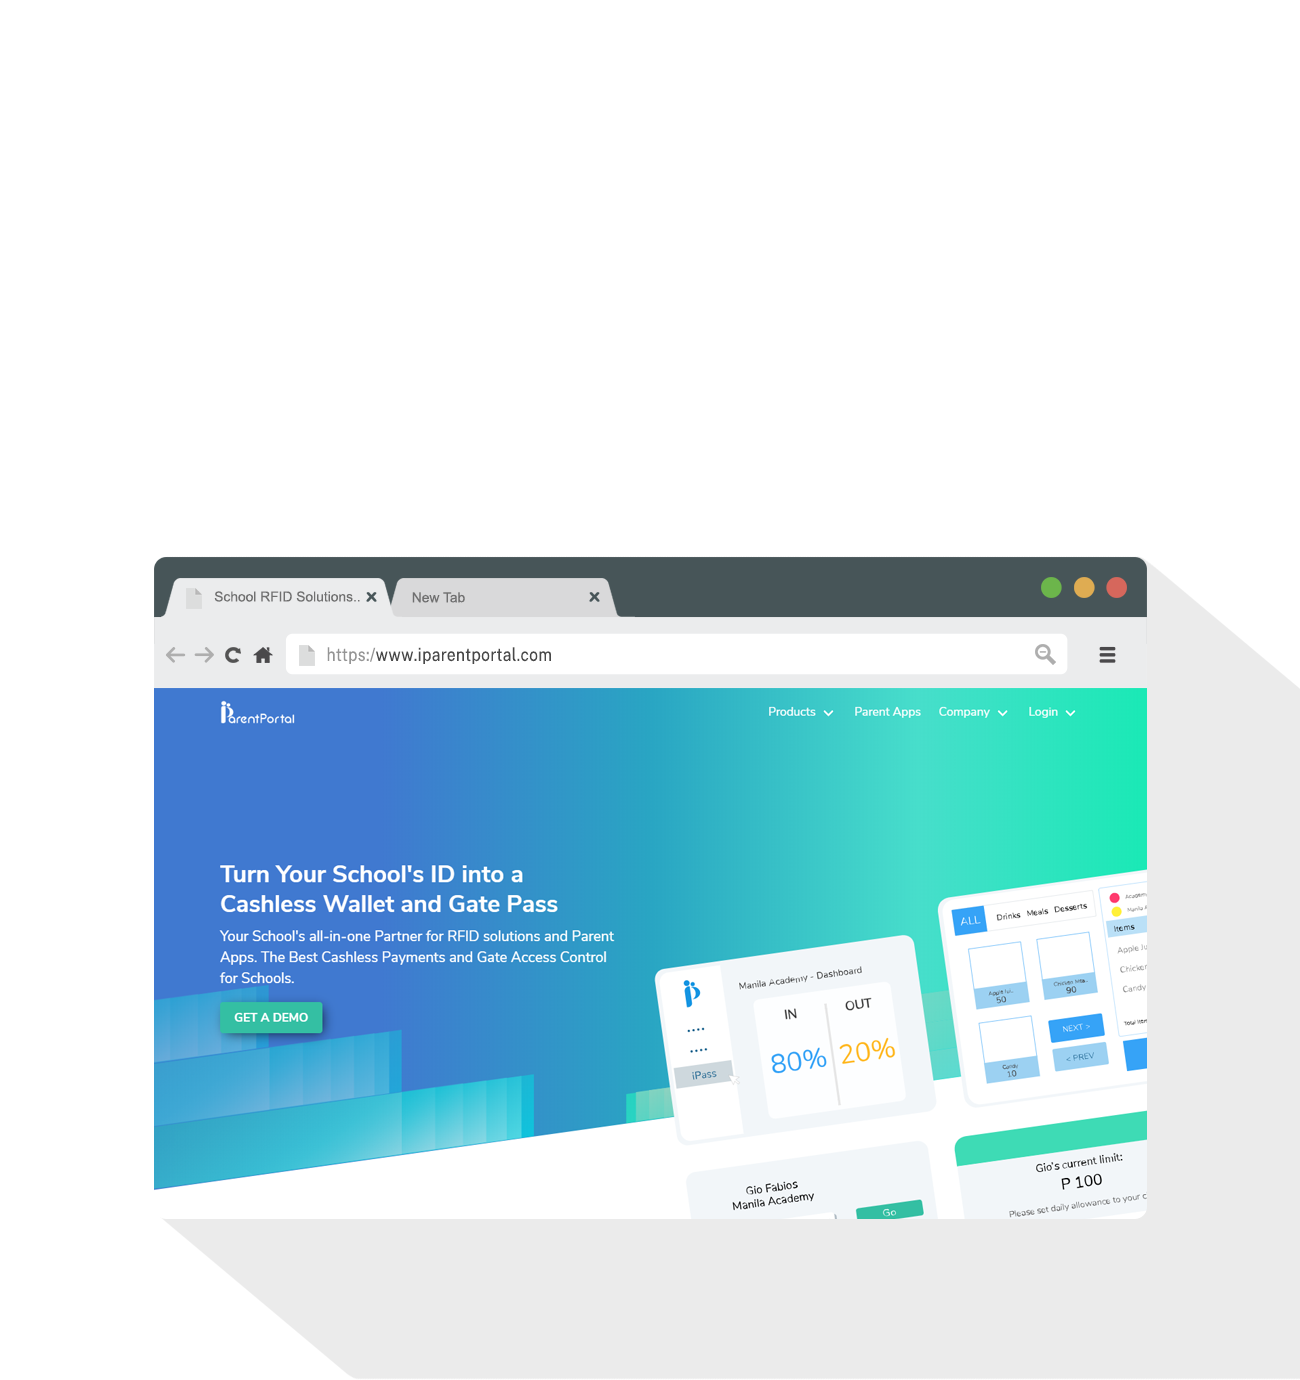 School RFID Solutions..
New Tab
https:/www.iparentportal.com
iParentPortal
Products
Parent Apps
Company
Login
Turn Your School's ID into a
Cashless Wallet and Gate Pass
Your School's all-in-one Partner for RFID solutions and Parent
Apps. The Best Cashless Payments and Gate Access Control
for Schools.
GET A DEMO
Manila Academy - Dashboard
IN
OUT
80%
20%
iPass
ALL
Drinks
Meals
Desserts
Items
Apple Ju
Chicken
Candy
Apple Ju..
50
90
NEXT >
< PREV
Candy
10
Gio Fabios
Manila Academy
Go
Gio's current limit:
P 100
Please set daily allowance to your c